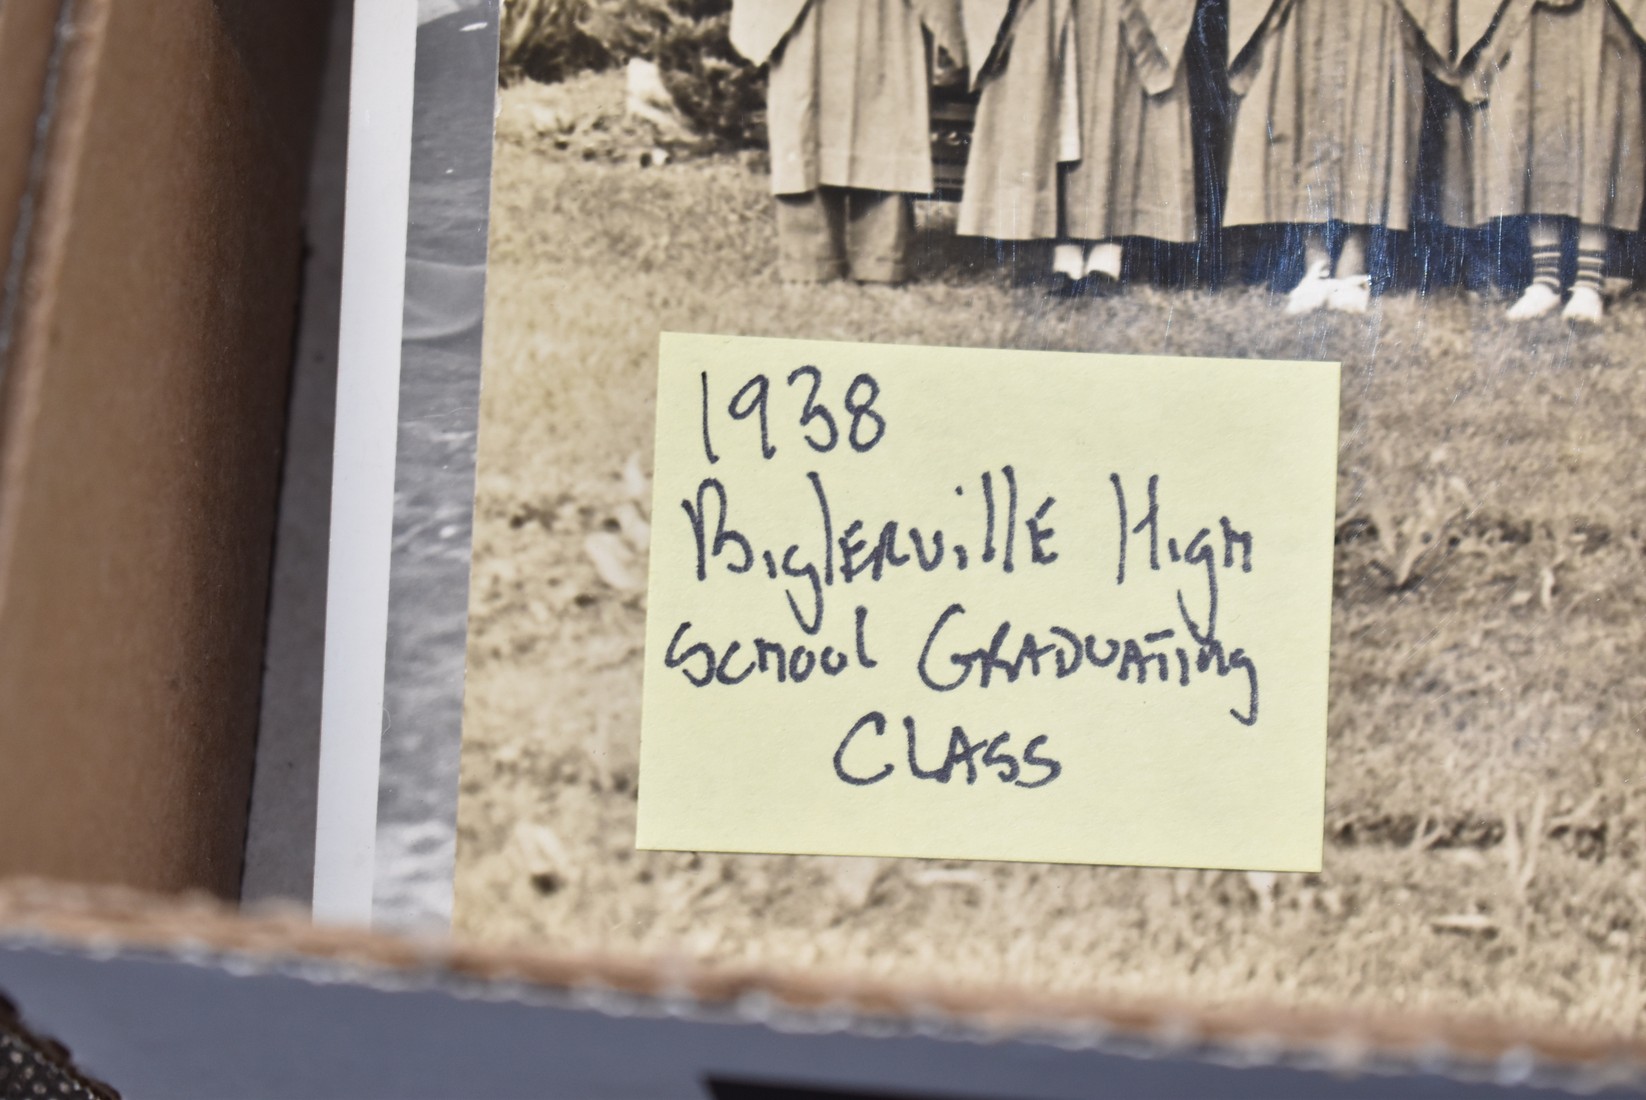 1938
Biglerville High
School Graduating
Class